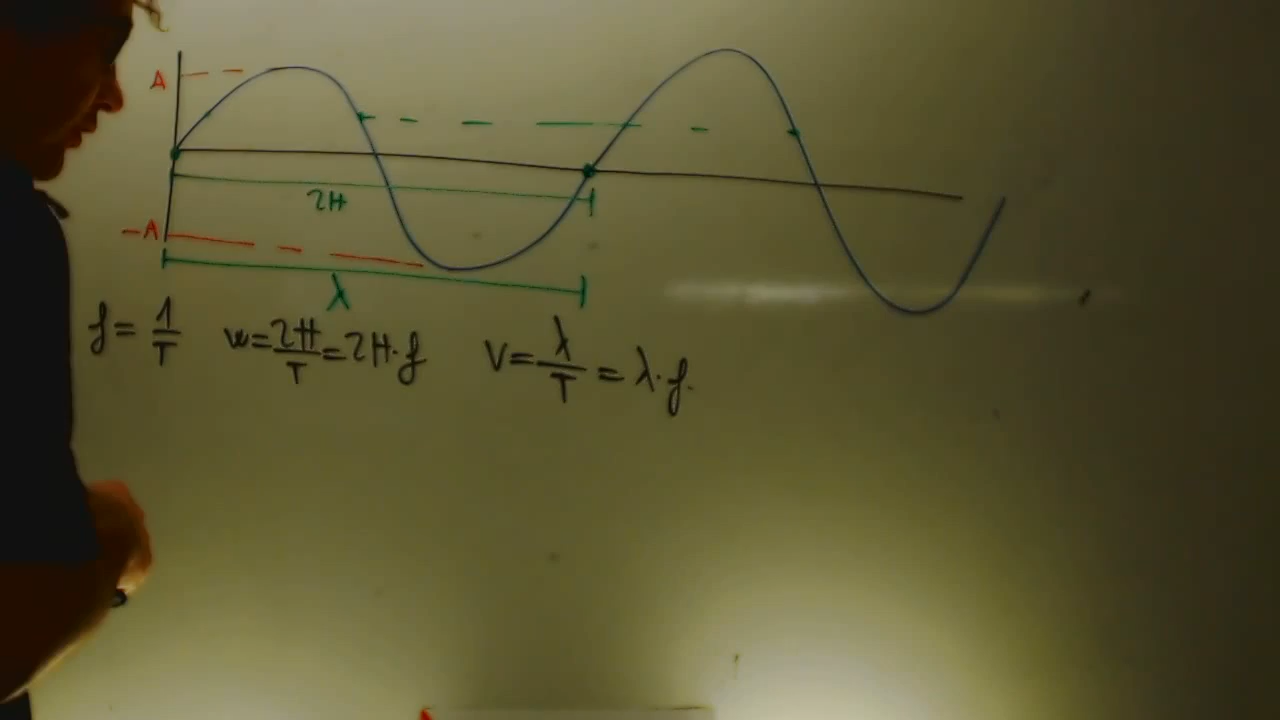 A
2π
-A
λ
f = 1/T    w = 2π/T = 2π·f    V = λ/T = λ·f.